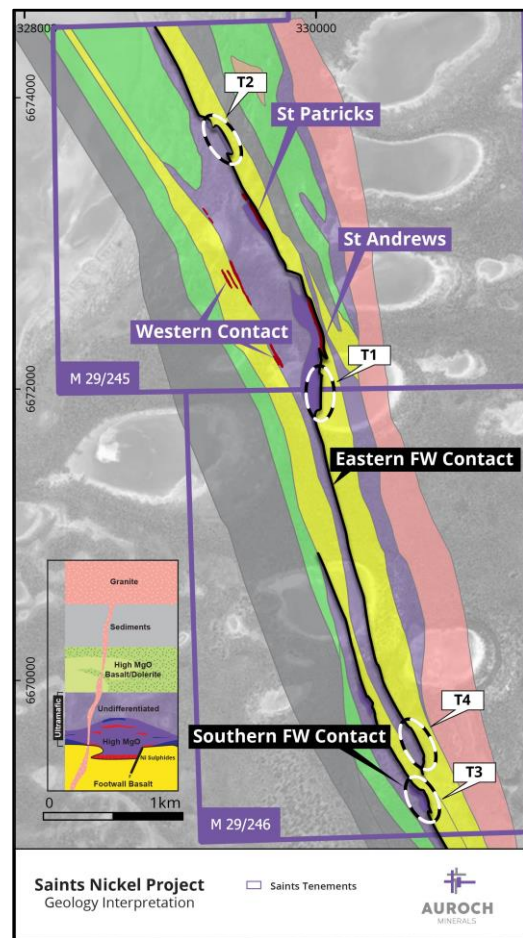 328000
330000
6674000
T2
St Patricks
St Andrews
Western Contact
T1
M 29/245
6672000
Eastern FW Contact
Granite
Sediments
High MgO
Basalt/Dolerite
Undifferentiated
Ultramafic
High MgO
Ni Sulphides
Footwall Basalt
0 1km
6670000
T4
Southern FW Contact
T3
M 29/246
Saints Nickel Project
Geology Interpretation
Saints Tenements
AUROCH
MINERALS